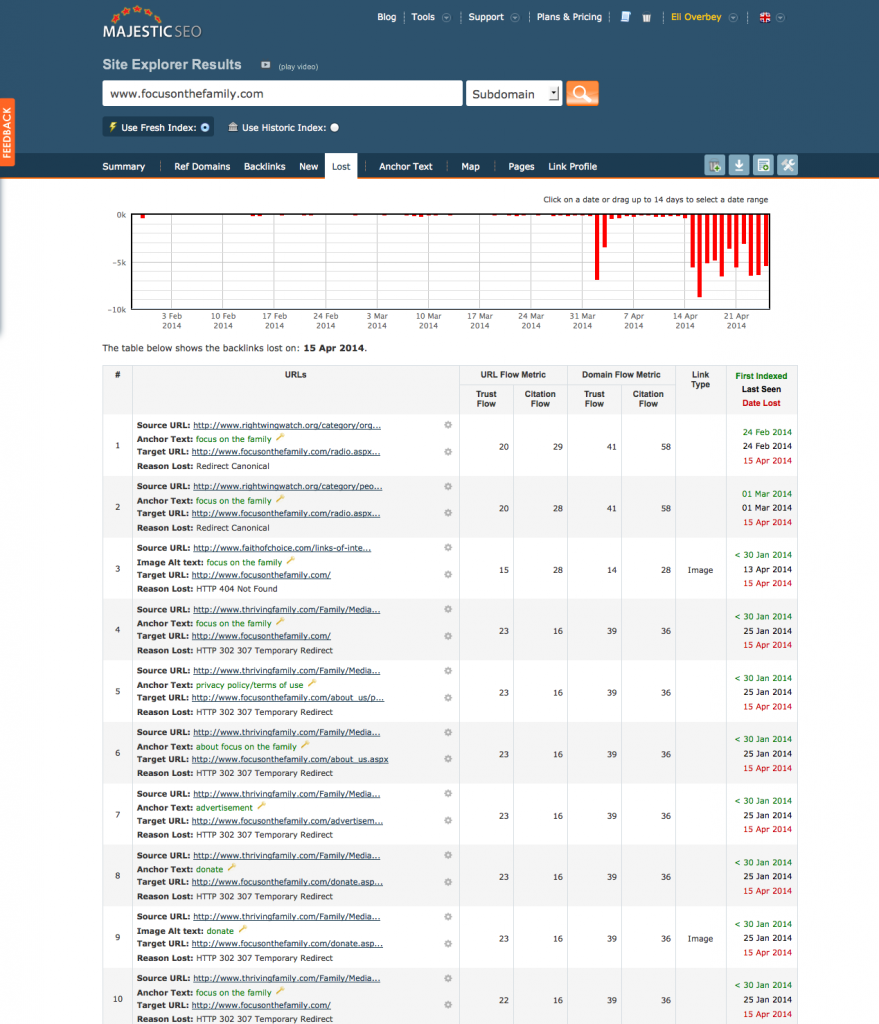 MAJESTIC SEO
Blog Tools Support Plans & Pricing Eli Overbey
Site Explorer Results (play video)
www.focusonthefamily.com Subdomain
FEEDBACK
Use Fresh Index: Use Historic Index:
Summary Ref Domains Backlinks New Lost Anchor Text Map Pages Link Profile
Click on a date or drag up to 14 days to select a date range
0k
-5k
-10k
3 Feb 2014 10 Feb 2014 17 Feb 2014 24 Feb 2014 3 Mar 2014 10 Mar 2014 17 Mar 2014 24 Mar 2014 31 Mar 2014 7 Apr 2014 14 Apr 2014 21 Apr 2014
The table below shows the backlinks lost on: 15 Apr 2014.
# URLs URL Flow Metric Domain Flow Metric Link Type First Indexed
Last Seen
Date Lost
Trust Flow Citation Flow Trust Flow Citation Flow
1
Source URL: http://www.rightwingwatch.org/category/org...
Anchor Text: focus on the family
Target URL: http://www.focusonthefamily.com/radio.aspx...
Reason Lost: Redirect Canonical
20 29 41 58
24 Feb 2014
24 Feb 2014
15 Apr 2014
2
Source URL: http://www.rightwingwatch.org/category/peo...
Anchor Text: focus on the family
Target URL: http://www.focusonthefamily.com/radio.aspx...
Reason Lost: Redirect Canonical
20 28 41 58
01 Mar 2014
01 Mar 2014
15 Apr 2014
3
Source URL: http://www.faithofchoice.com/links-of-inte...
Image Alt text: focus on the family
Target URL: http://www.focusonthefamily.com/
Reason Lost: HTTP 404 Not Found
15 28 14 28 Image
< 30 Jan 2014
13 Apr 2014
15 Apr 2014
4
Source URL: http://www.thrivingfamily.com/Family/Media...
Anchor Text: focus on the family
Target URL: http://www.focusonthefamily.com/
Reason Lost: HTTP 302 307 Temporary Redirect
23 16 39 36
< 30 Jan 2014
25 Jan 2014
15 Apr 2014
5
Source URL: http://www.thrivingfamily.com/Family/Media...
Anchor Text: privacy policy/terms of use
Target URL: http://www.focusonthefamily.com/about_us/p...
Reason Lost: HTTP 302 307 Temporary Redirect
23 16 39 36
< 30 Jan 2014
25 Jan 2014
15 Apr 2014
6
Source URL: http://www.thrivingfamily.com/Family/Media...
Anchor Text: about focus on the family
Target URL: http://www.focusonthefamily.com/about_us.aspx
Reason Lost: HTTP 302 307 Temporary Redirect
23 16 39 36
< 30 Jan 2014
25 Jan 2014
15 Apr 2014
7
Source URL: http://www.thrivingfamily.com/Family/Media...
Anchor Text: advertisement
Target URL: http://www.focusonthefamily.com/advertisem...
Reason Lost: HTTP 302 307 Temporary Redirect
23 16 39 36
< 30 Jan 2014
25 Jan 2014
15 Apr 2014
8
Source URL: http://www.thrivingfamily.com/Family/Media...
Anchor Text: donate
Target URL: http://www.focusonthefamily.com/donate.asp...
Reason Lost: HTTP 302 307 Temporary Redirect
23 16 39 36
< 30 Jan 2014
25 Jan 2014
15 Apr 2014
9
Source URL: http://www.thrivingfamily.com/Family/Media...
Image Alt text: donate
Target URL: http://www.focusonthefamily.com/donate.asp...
Reason Lost: HTTP 302 307 Temporary Redirect
23 16 39 36 Image
< 30 Jan 2014
25 Jan 2014
15 Apr 2014
10
Source URL: http://www.thrivingfamily.com/Family/Media...
Anchor Text: focus on the family
Target URL: http://www.focusonthefamily.com/
Reason Lost: HTTP 302 307 Temporary Redirect
22 16 39 36
< 30 Jan 2014
25 Jan 2014
15 Apr 2014